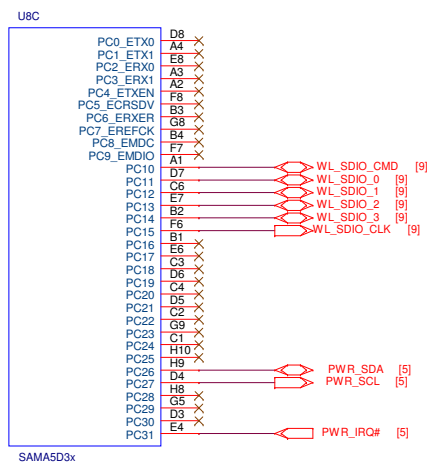 U8C
PC0_ETX0 D8
PC1_ETX1 A4
PC2_ERX0 E8
PC3_ERX1 A3
PC4_ETXEN A2
PC5_ECRSDV F8
PC6_ERXER B3
PC7_EREFCK G8
PC8_EMDC B4
PC9_EMDIO F7
PC10 A1 WL_SDIO_CMD [9]
PC11 D7 WL_SDIO_0 [9]
PC12 C6 WL_SDIO_1 [9]
PC13 E7 WL_SDIO_2 [9]
PC14 B2 WL_SDIO_3 [9]
PC15 F6 WL_SDIO_CLK [9]
PC16 B1
PC17 E6
PC18 C3
PC19 D6
PC20 C4
PC21 D5
PC22 C2
PC23 G9
PC24 C1
PC25 H10
PC26 H9 PWR_SDA [5]
PC27 D4 PWR_SCL [5]
PC28 H8
PC29 G5
PC30 D3
PC31 E4 PWR_IRQ# [5]
SAMA5D3x